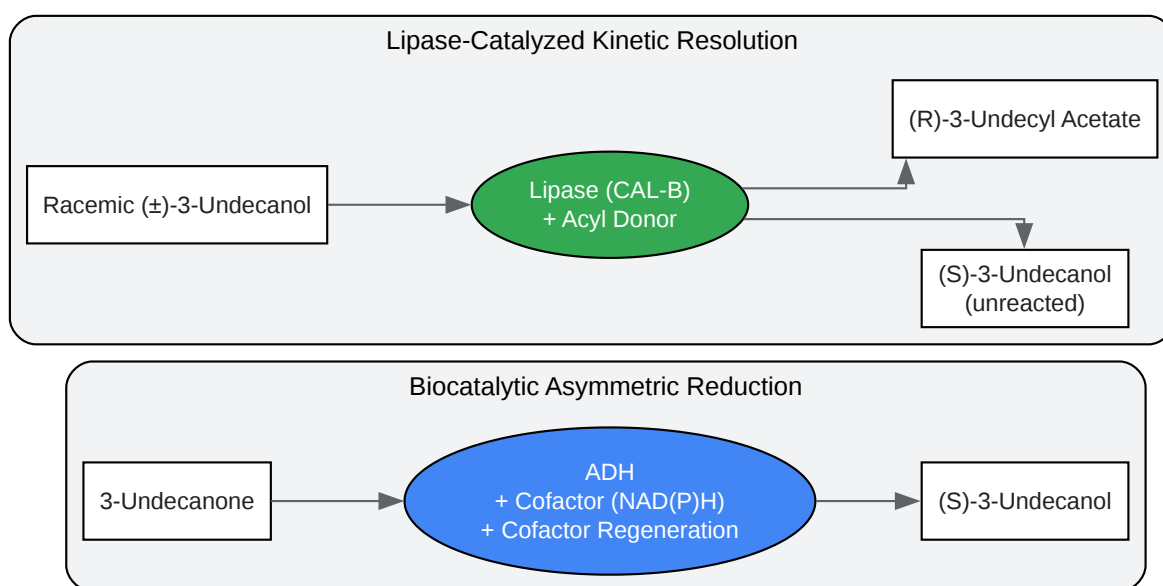 Lipase-Catalyzed Kinetic Resolution
Racemic (±)-3-Undecanol
Lipase (CAL-B)
+ Acyl Donor
(R)-3-Undecyl Acetate
(S)-3-Undecanol
(unreacted)
Biocatalytic Asymmetric Reduction
3-Undecanone
ADH
+ Cofactor (NAD(P)H)
+ Cofactor Regeneration
(S)-3-Undecanol